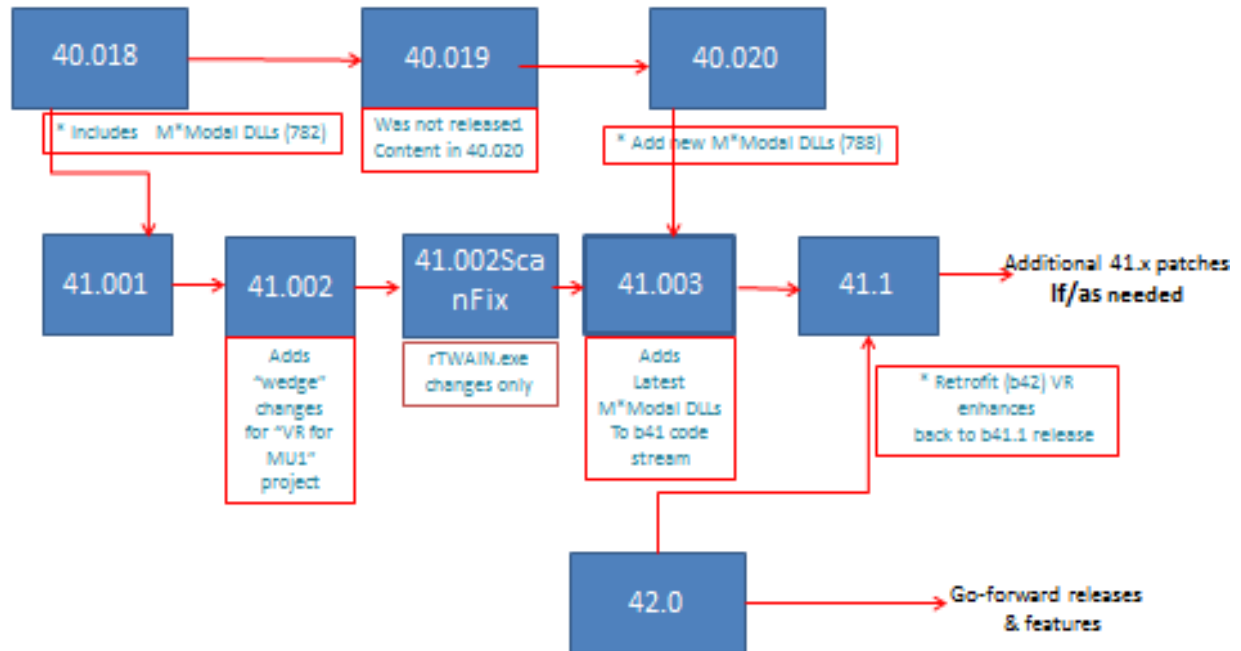 40.018
40.019
40.020
* Includes M*Modal DLLs (782)
Was not released.
Content in 40.020
* Add new M*Modal DLLs (788)
41.001
41.002
41.002Sca
nFix
41.003
41.1
Additional 41.x patches
If/as needed
Adds
"wedge"
changes
for "VR for
MU1"
project
rTWAIN.exe
changes only
Adds
Latest
M*Modal DLLs
To b41 code
stream
* Retrofit (b42) VR
enhances
back to b41.1 release
42.0
Go-forward releases
& features